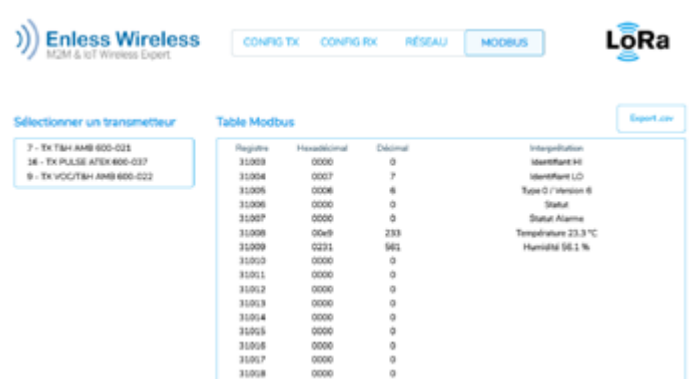 Enless Wireless
M2M & IoT Wireless Expert
CONFIG TX CONFIG RX RÉSEAU MODBUS
LoRa
Sélectionner un transmetteur
Table Modbus
Export .csv
7 - TX T&H AMB 600-021
16 - TX PULSE ATEX 600-037
9 - TX VOC/T&H AMB 600-022
Registre Hexadécimal Décimal Interprétation
31003 0000 0 Identifiant HI
31004 0007 7 Identifiant LO
31005 0006 6 Type 0 / Version 6
31006 0000 0 Statut
31007 0000 0 Statut Alarme
31008 00e9 233 Température 23.3 °C
31009 0231 561 Humidité 56.1 %
31010 0000 0
31011 0000 0
31012 0000 0
31013 0000 0
31014 0000 0
31015 0000 0
31016 0000 0
31017 0000 0
31018 0000 0